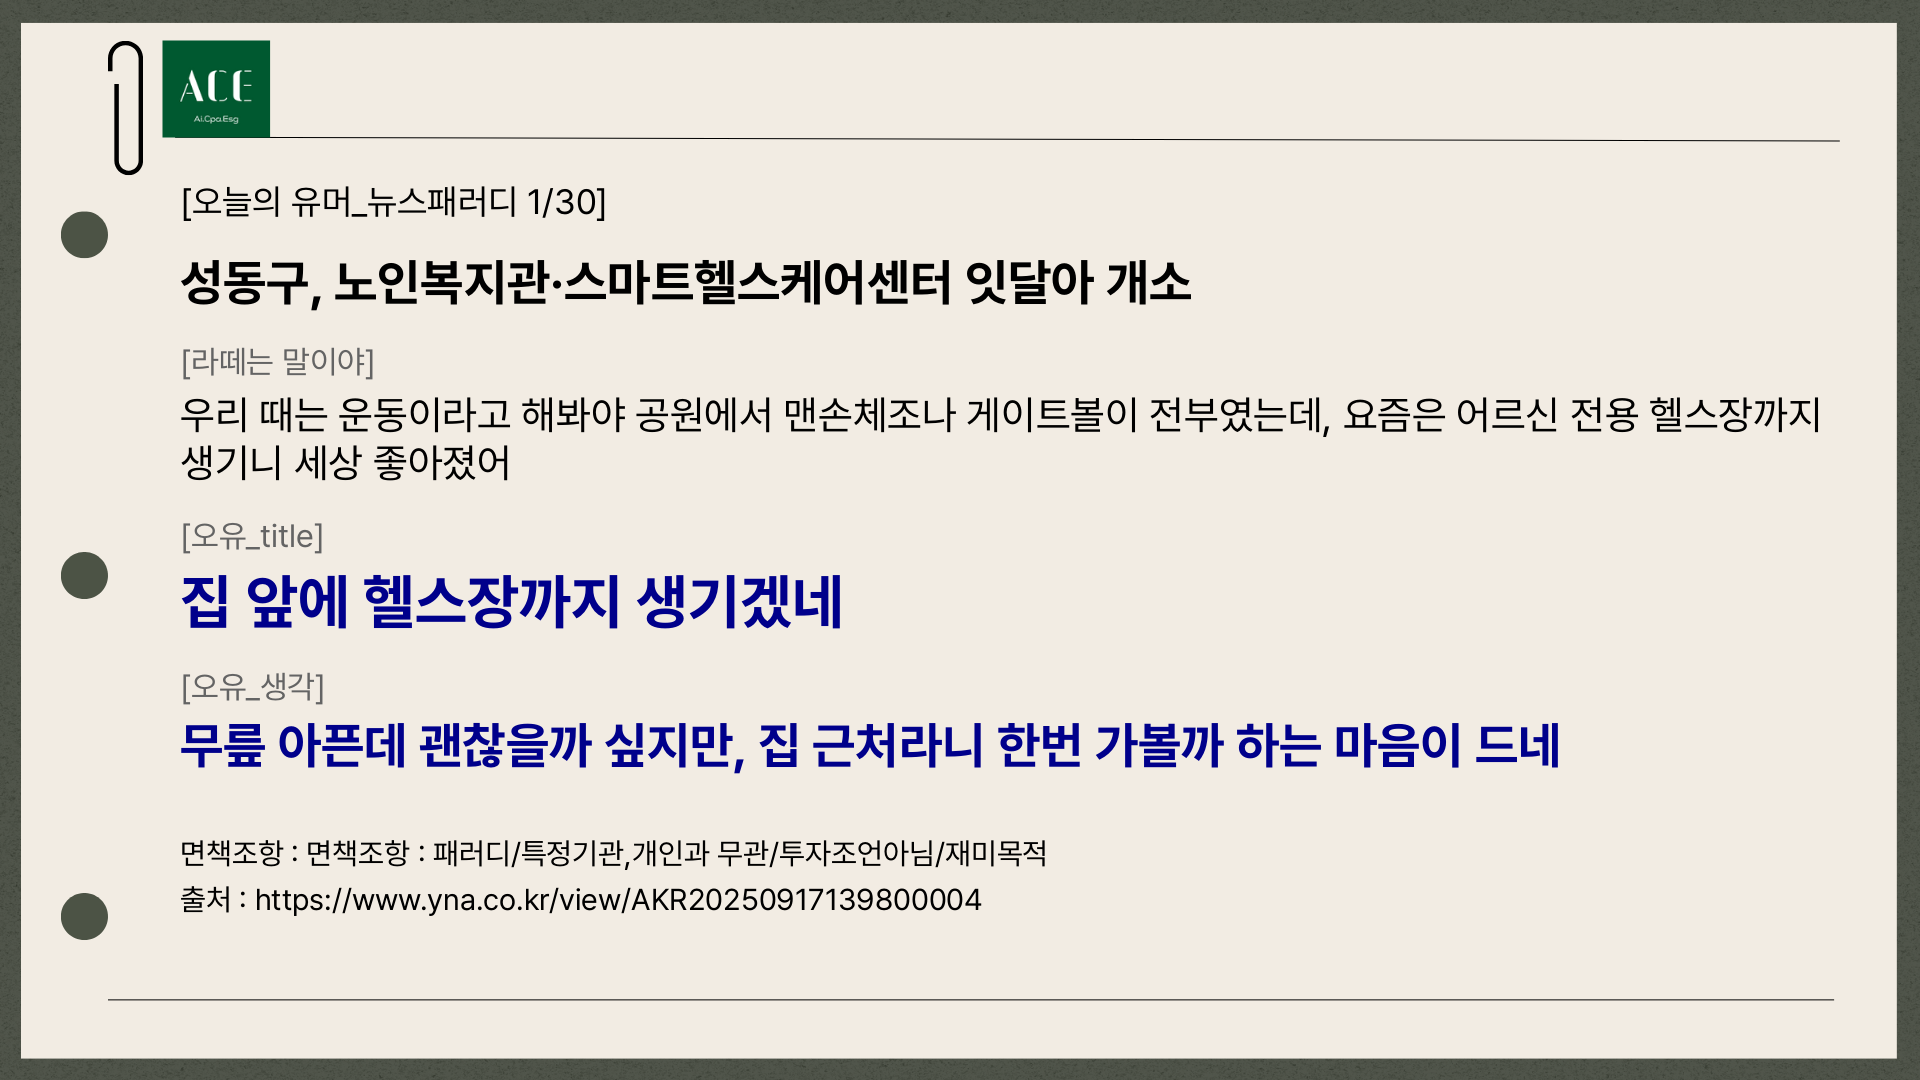 ACE
Ai.Cpa.Esg
[오늘의 유머_뉴스패러디 1/30]
성동구, 노인복지관·스마트헬스케어센터 잇달아 개소
[라떼는 말이야]
우리 때는 운동이라고 해봐야 공원에서 맨손체조나 게이트볼이 전부였는데, 요즘은 어르신 전용 헬스장까지
생기니 세상 좋아졌어
[오유_title]
집 앞에 헬스장까지 생기겠네
[오유_생각]
무릎 아픈데 괜찮을까 싶지만, 집 근처라니 한번 가볼까 하는 마음이 드네
면책조항 : 면책조항 : 패러디/특정기관,개인과 무관/투자조언아님/재미목적
출처 : https://www.yna.co.kr/view/AKR20250917139800004